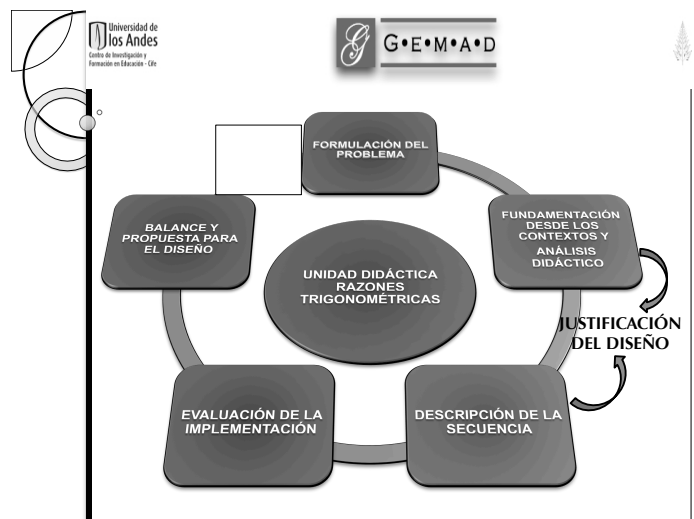 Universidad de
los Andes
Centro de Investigación y
Formación en Educación - Cife
G
G•E•M•A•D
FORMULACIÓN DEL
PROBLEMA
FUNDAMENTACIÓN
DESDE LOS
CONTEXTOS Y
ANÁLISIS
DIDÁCTICO
BALANCE Y
PROPUESTA PARA
EL DISEÑO
UNIDAD DIDÁCTICA
RAZONES
TRIGONOMÉTRICAS
JUSTIFICACIÓN
DEL DISEÑO
EVALUACIÓN DE LA
IMPLEMENTACIÓN
DESCRIPCIÓN DE LA
SECUENCIA